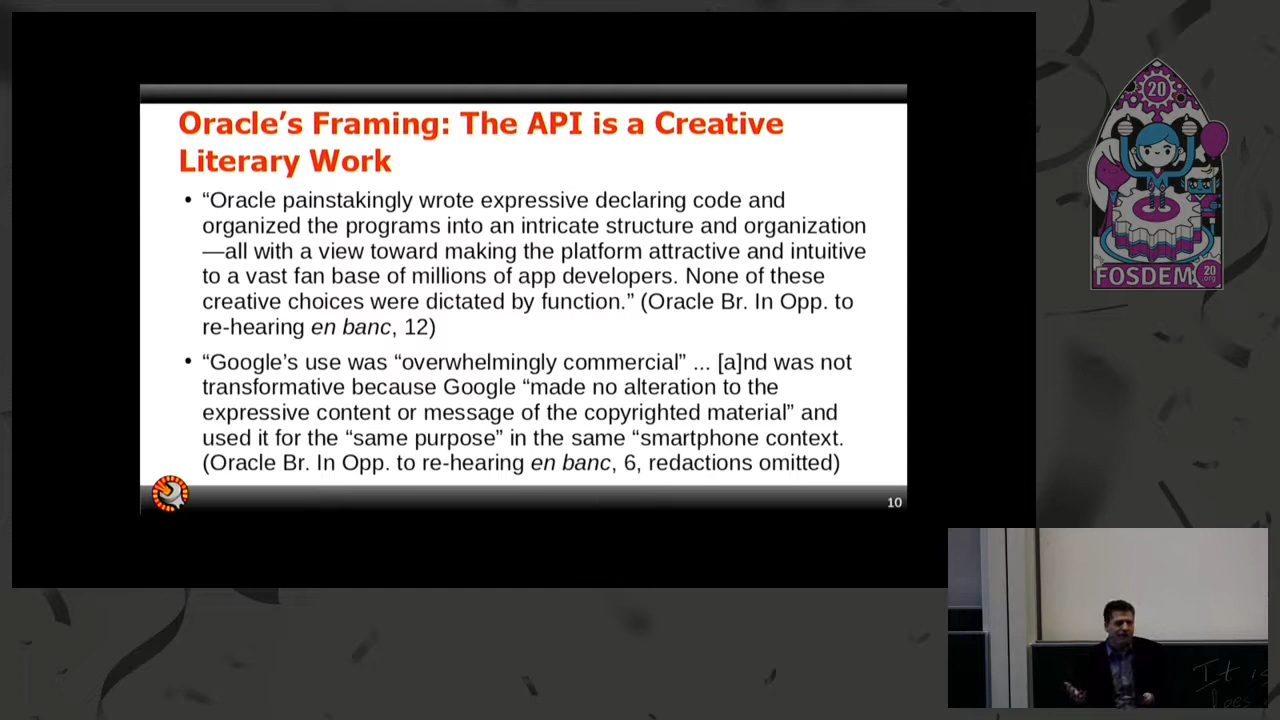 Oracle’s Framing: The API is a Creative
Literary Work
• “Oracle painstakingly wrote expressive declaring code and
organized the programs into an intricate structure and organization
—all with a view toward making the platform attractive and intuitive
to a vast fan base of millions of app developers. None of these
creative choices were dictated by function.” (Oracle Br. In Opp. to
re-hearing en banc, 12)
• “Google’s use was “overwhelmingly commercial” ... [a]nd was not
transformative because Google “made no alteration to the
expressive content or message of the copyrighted material” and
used it for the “same purpose” in the same “smartphone context.
(Oracle Br. In Opp. to re-hearing en banc, 6, redactions omitted)
10
20
FOSDEM 20
.org
It is